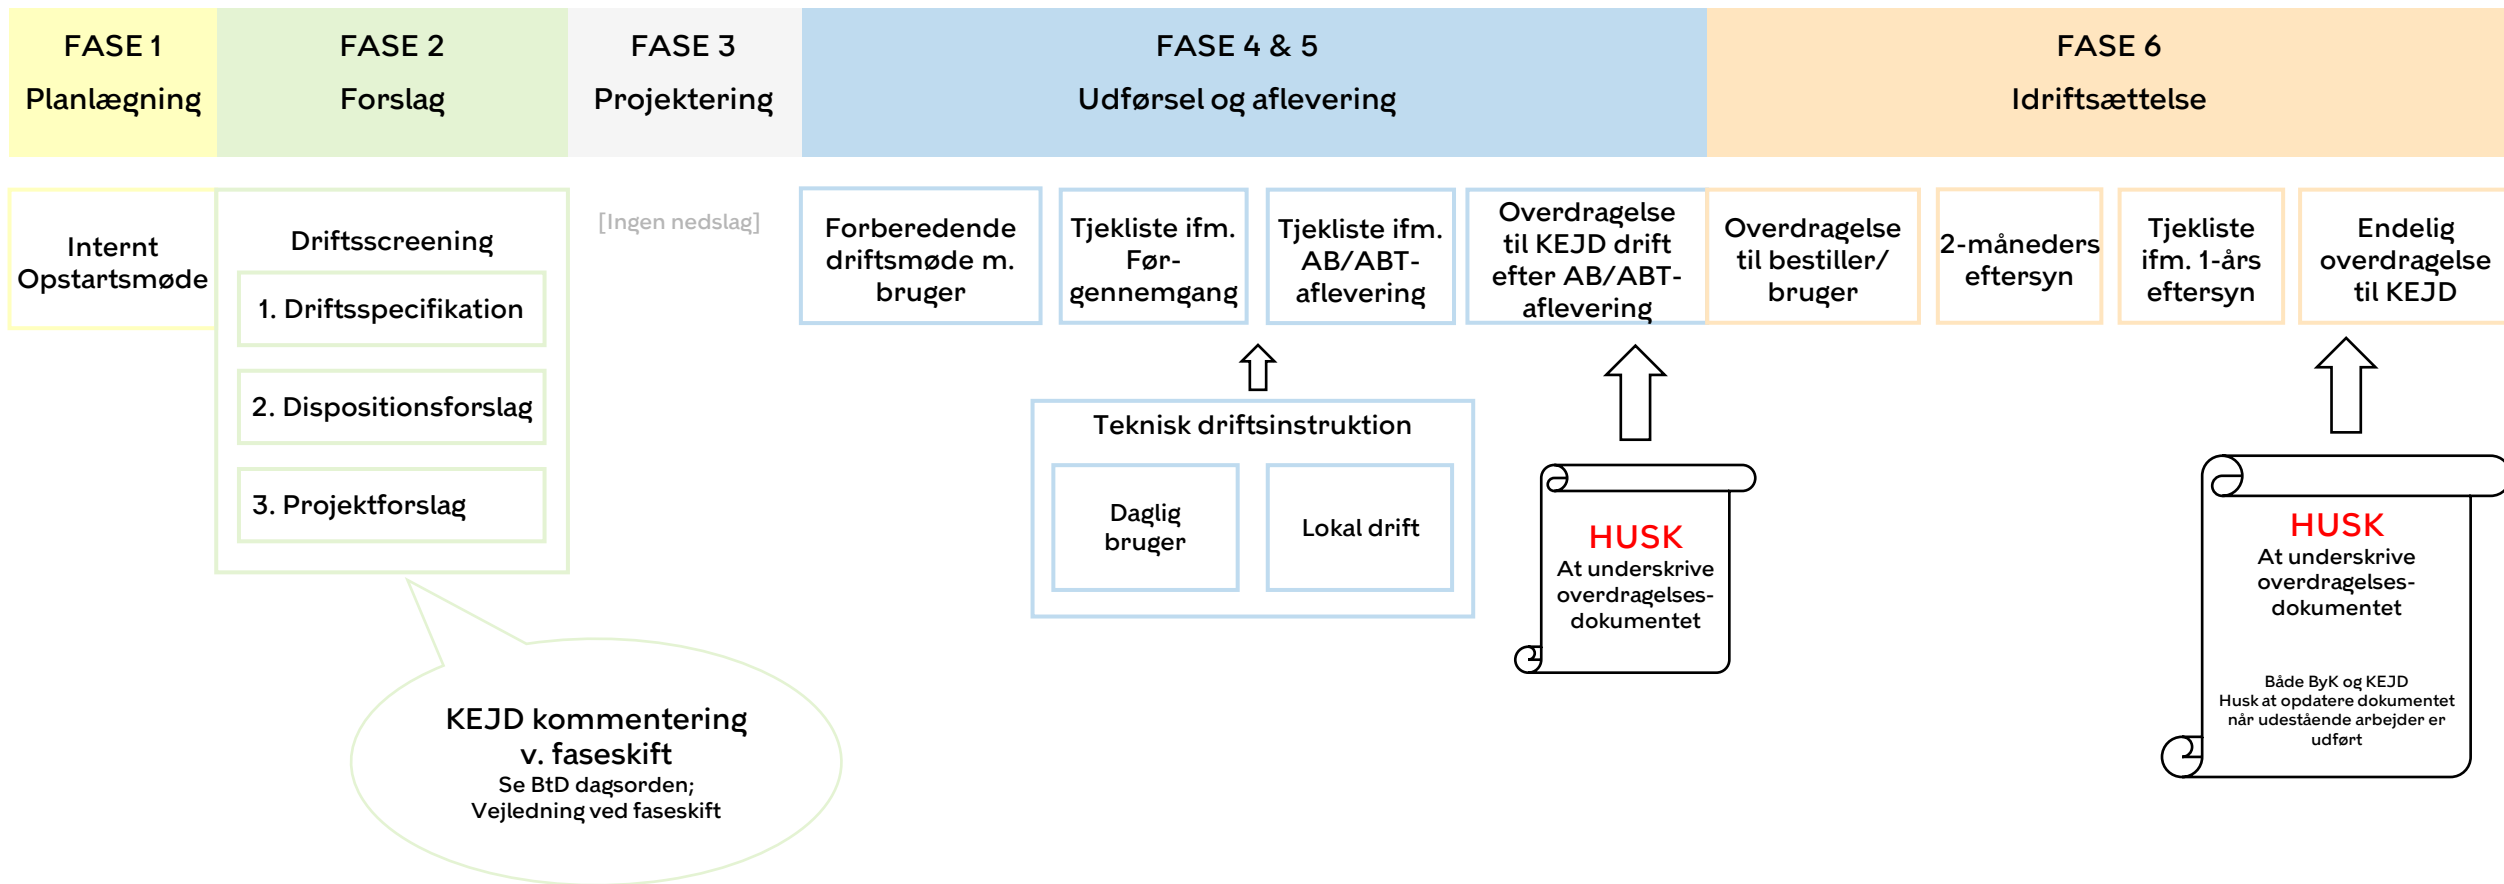 FASE 1
Planlægning
FASE 2
Forslag
FASE 3
Projektering
FASE 4 & 5
Udførsel og aflevering
FASE 6
Idriftsættelse
Internt
Opstartsmøde
Driftsscreening
1. Driftsspecifikation
2. Dispositionsforslag
3. Projektforslag
KEJD kommentering
v. faseskift
Se BtD dagsorden;
Vejledning ved faseskift
[Ingen nedslag]
Forberedende
driftsmøde m.
bruger
Tjekliste ifm.
Før-
gennemgang
Tjekliste ifm.
AB/ABT-
aflevering
Overdragelse
til KEJD drift
efter AB/ABT-
aflevering
Teknisk driftsinstruktion
Daglig
bruger
Lokal drift
HUSK
At underskrive
overdragelses-
dokumentet
Overdragelse
til bestiller/
bruger
2-måneders
eftersyn
Tjekliste
ifm. 1-års
eftersyn
Endelig
overdragelse
til KEJD
HUSK
At underskrive
overdragelses-
dokumentet
Både ByK og KEJD
Husk at opdatere dokumentet
når udestående arbejder er
udført